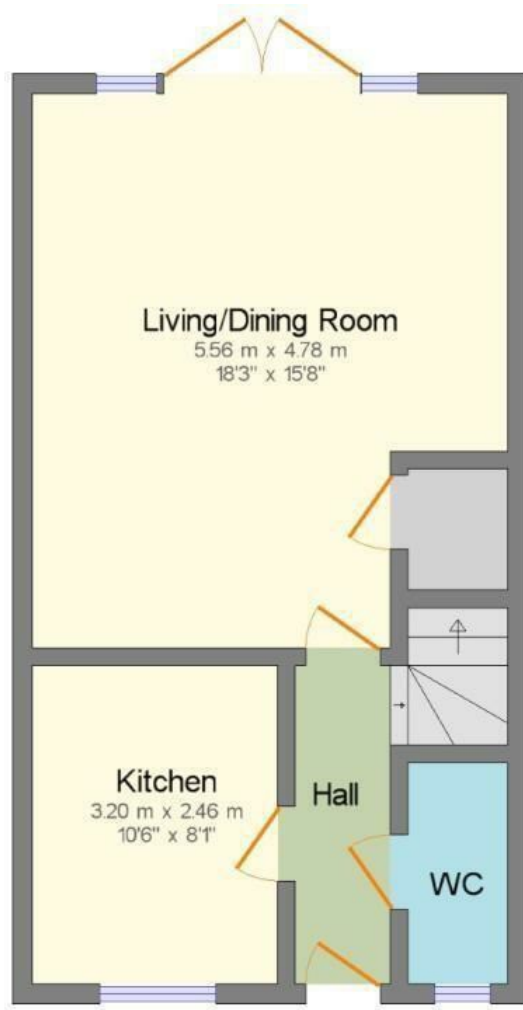 Living/Dining Room
5.56 m x 4.78 m
18'3" x 15'8"
Kitchen
3.20 m x 2.46 m
10'6" x 8'1"
Hall
WC